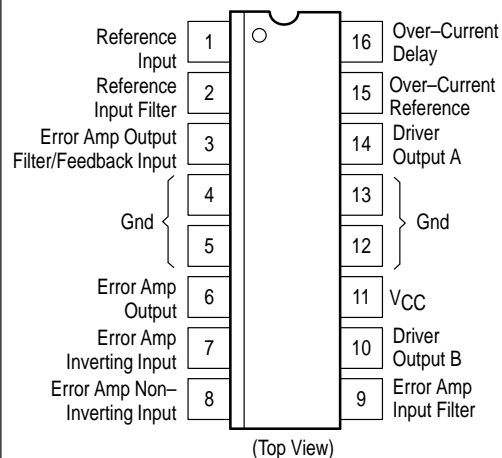 Reference
Input
1
Reference
Input Filter
2
Error Amp Output
Filter/Feedback Input
3
4
Gnd
5
Error Amp
Output
6
Error Amp
Inverting Input
7
Error Amp Non–
Inverting Input
8
16
Over–Current
Delay
15
Over–Current
Reference
14
Driver
Output A
13
Gnd
12
11
VCC
10
Driver
Output B
9
Error Amp
Input Filter
(Top View)